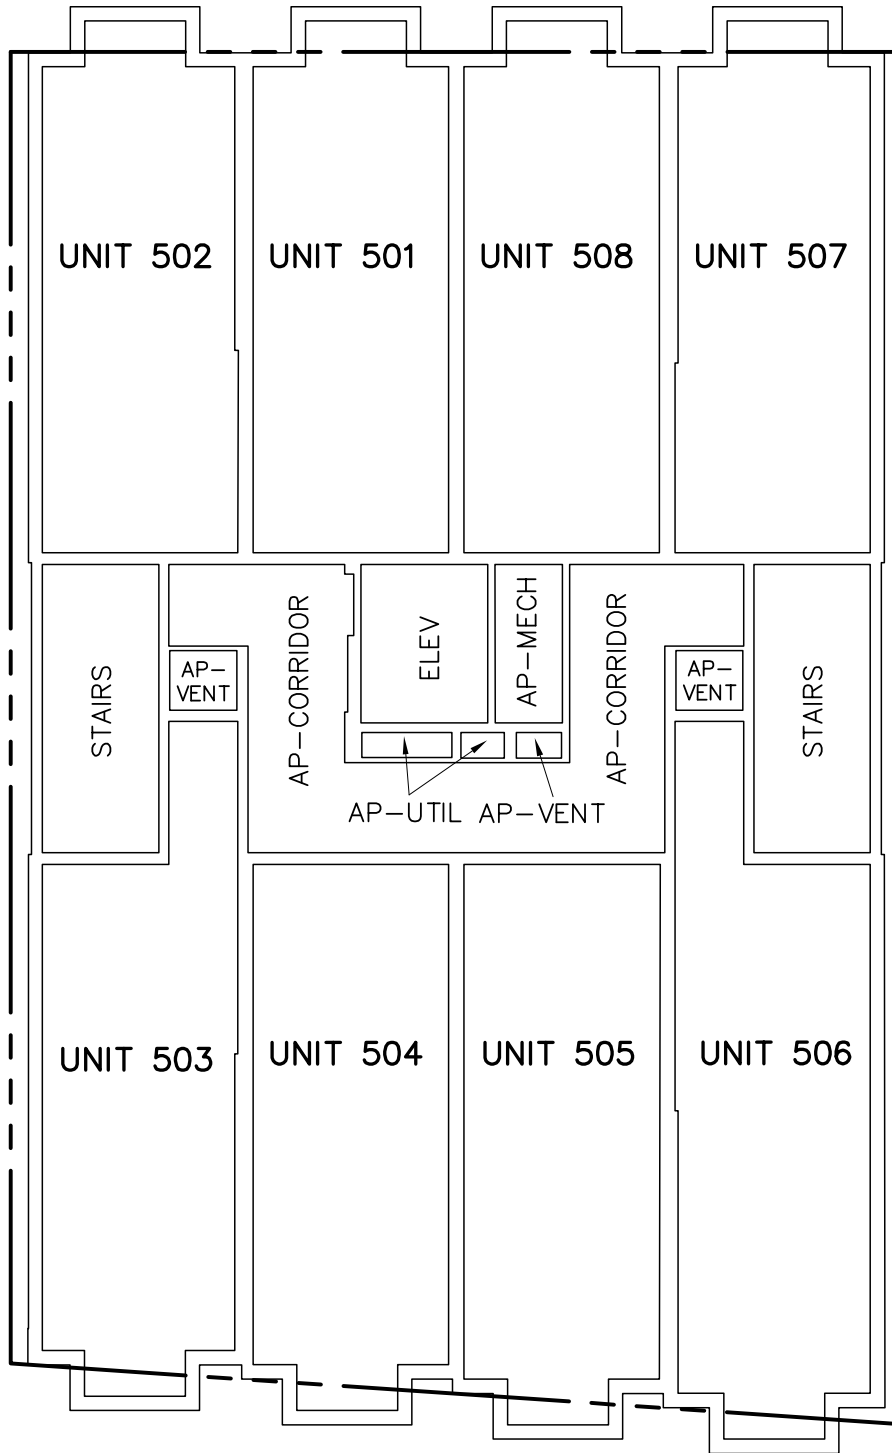 UNIT 502
UNIT 501
UNIT 508
UNIT 507
STAIRS
AP-
VENT
AP-CORRIDOR
ELEV
AP-MECH
AP-CORRIDOR
AP-
VENT
STAIRS
AP-UTIL
AP-VENT
UNIT 503
UNIT 504
UNIT 505
UNIT 506